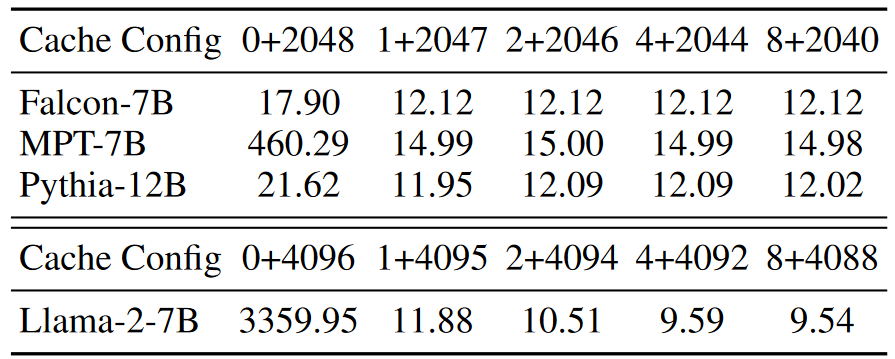 Cache Config 0+2048 1+2047 2+2046 4+2044 8+2040
Falcon-7B 17.90 12.12 12.12 12.12 12.12
MPT-7B 460.29 14.99 15.00 14.99 14.98
Pythia-12B 21.62 11.95 12.09 12.09 12.02
Cache Config 0+4096 1+4095 2+4094 4+4092 8+4088
Llama-2-7B 3359.95 11.88 10.51 9.59 9.54